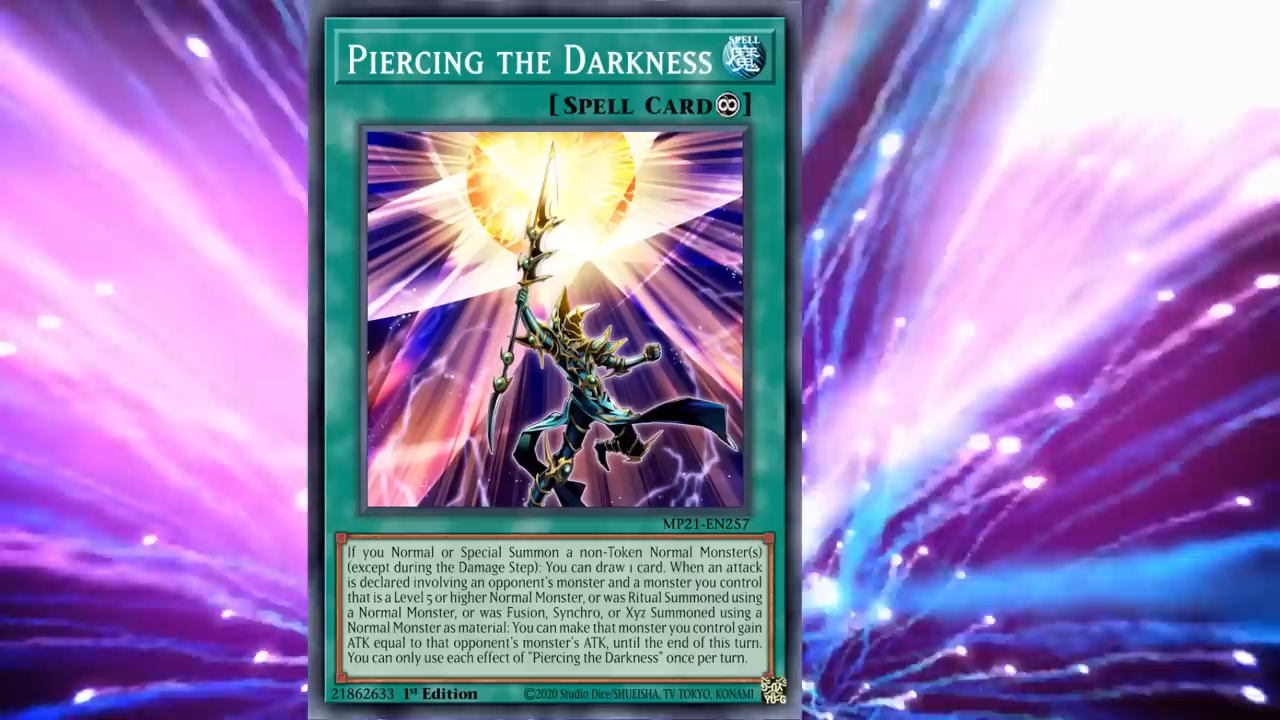 PIERCING THE DARKNESS
SPELL
魔
[SPELL CARD]
MP21-EN257
If you Normal or Special Summon a non-Token Normal Monster(s)
(except during the Damage Step): You can draw 1 card. When an attack
is declared involving an opponent's monster and a monster you control
that is a Level 5 or higher Normal Monster, or was Ritual Summoned using
a Normal Monster, or was Fusion, Synchro, or Xyz Summoned using a
Normal Monster as material: You can make that monster you control gain
ATK equal to that opponent's monster's ATK, until the end of this turn.
You can only use each effect of "Piercing the Darkness" once per turn.
21862633 1st Edition ©2020 Studio Dice/SHUEISHA, TV TOKYO, KONAMI